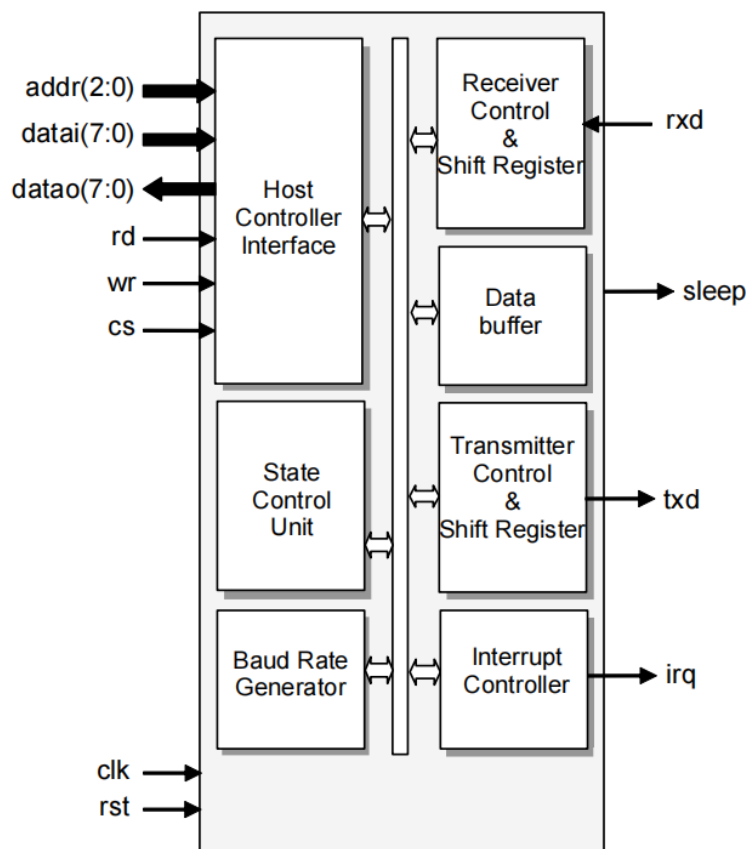 addr(2:0)
datai(7:0)
datao(7:0)
rd
wr
cs
Host
Controller
Interface
State
Control
Unit
Baud Rate
Generator
clk
rst
Receiver
Control
&
Shift Register
Data
buffer
Transmitter
Control
&
Shift Register
Interrupt
Controller
rxd
sleep
txd
irq